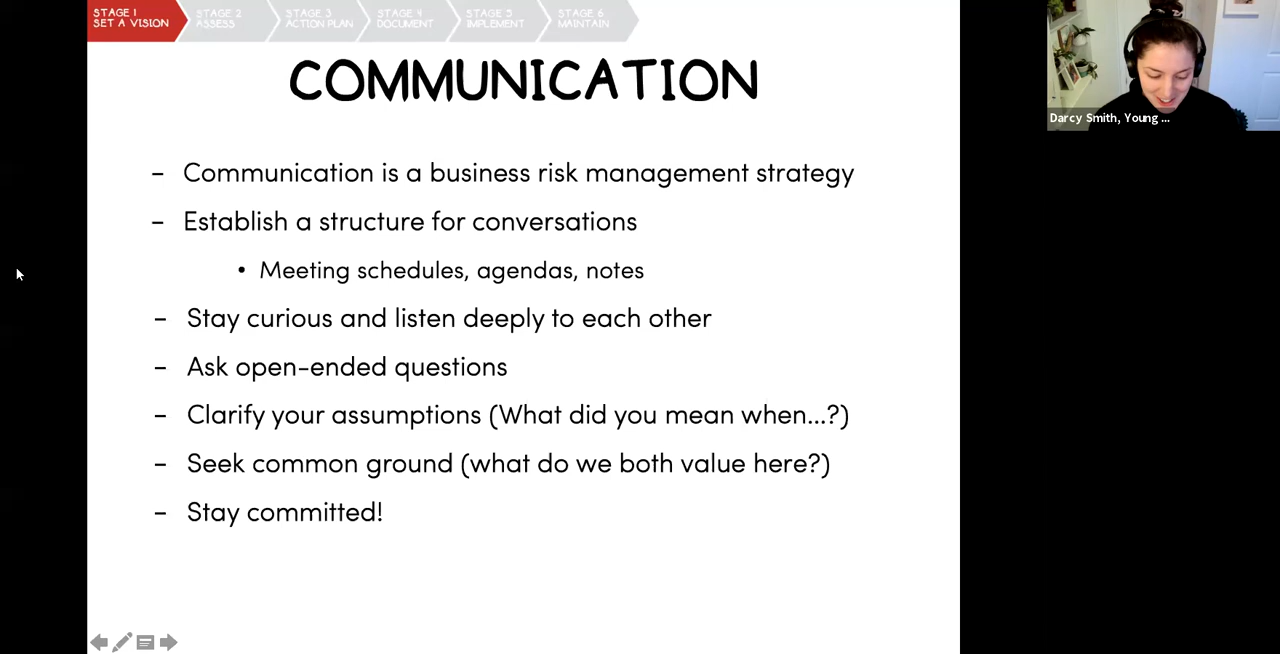 STAGE 1
SET A VISION
STAGE 2
ASSESS
STAGE 3
ACTION PLAN
STAGE 4
DOCUMENT
STAGE 5
IMPLEMENT
STAGE 6
MAINTAIN
COMMUNICATION
Darcy Smith, Young ...
– Communication is a business risk management strategy
– Establish a structure for conversations
• Meeting schedules, agendas, notes
– Stay curious and listen deeply to each other
– Ask open-ended questions
– Clarify your assumptions (What did you mean when...?)
– Seek common ground (what do we both value here?)
– Stay committed!